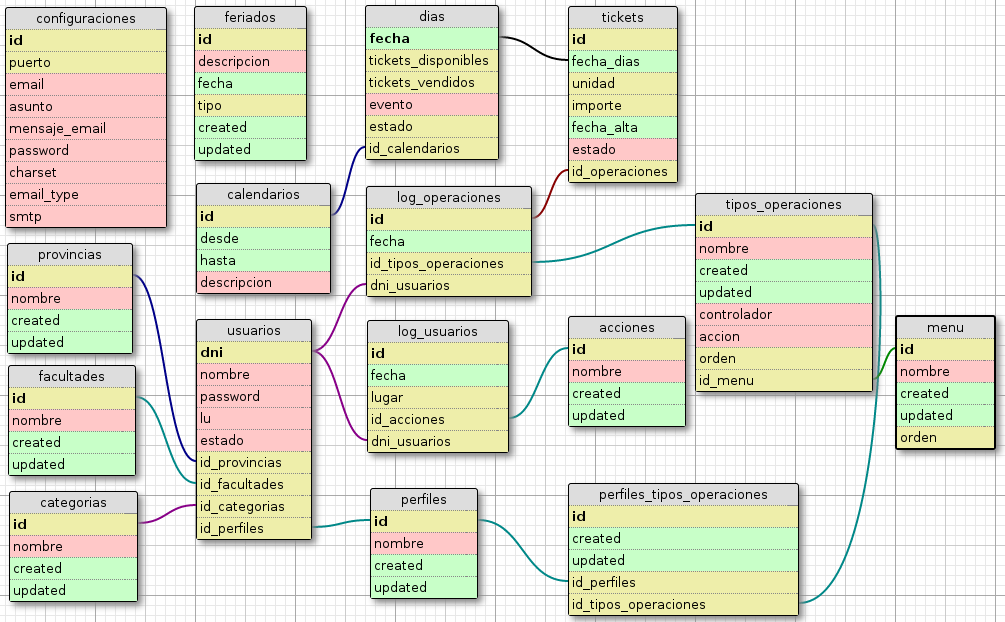 configuraciones
id
puerto
email
asunto
mensaje_email
password
charset
email_type
smtp
feriados
id
descripcion
fecha
tipo
created
updated
dias
fecha
tickets_disponibles
tickets_vendidos
evento
estado
id_calendarios
tickets
id
fecha_dias
unidad
importe
fecha_alta
estado
id_operaciones
calendarios
id
desde
hasta
descripcion
log_operaciones
id
fecha
id_tipos_operaciones
dni_usuarios
tipos_operaciones
id
nombre
created
updated
controlador
accion
orden
id_menu
provincias
id
nombre
created
updated
usuarios
dni
nombre
password
lu
estado
id_provincias
id_facultades
id_categorias
id_perfiles
log_usuarios
id
fecha
lugar
id_acciones
dni_usuarios
acciones
id
nombre
created
updated
menu
id
nombre
created
updated
orden
facultades
id
nombre
created
updated
categorias
id
nombre
created
updated
perfiles
id
nombre
created
updated
perfiles_tipos_operaciones
id
created
updated
id_perfiles
id_tipos_operaciones